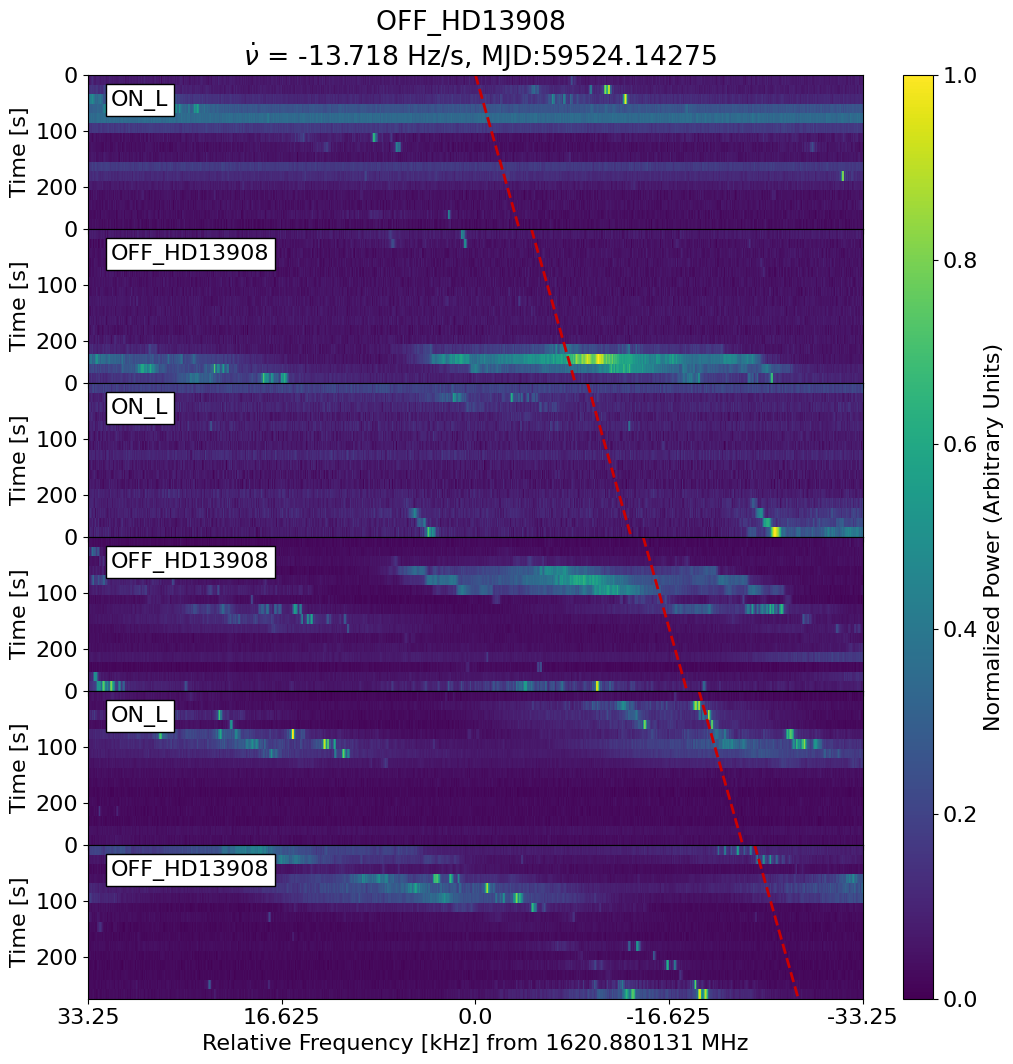 OFF_HD13908
ν̇ = -13.718 Hz/s, MJD:59524.14275
0
ON_L
100
Time [s]
200
0
OFF_HD13908
100
Time [s]
200
0
ON_L
100
Time [s]
200
0
OFF_HD13908
100
Time [s]
200
0
ON_L
100
Time [s]
200
0
OFF_HD13908
100
Time [s]
200
33.25 16.625 0.0 -16.625 -33.25
Relative Frequency [kHz] from 1620.880131 MHz
1.0
0.8
0.6
0.4
0.2
0.0
Normalized Power (Arbitrary Units)